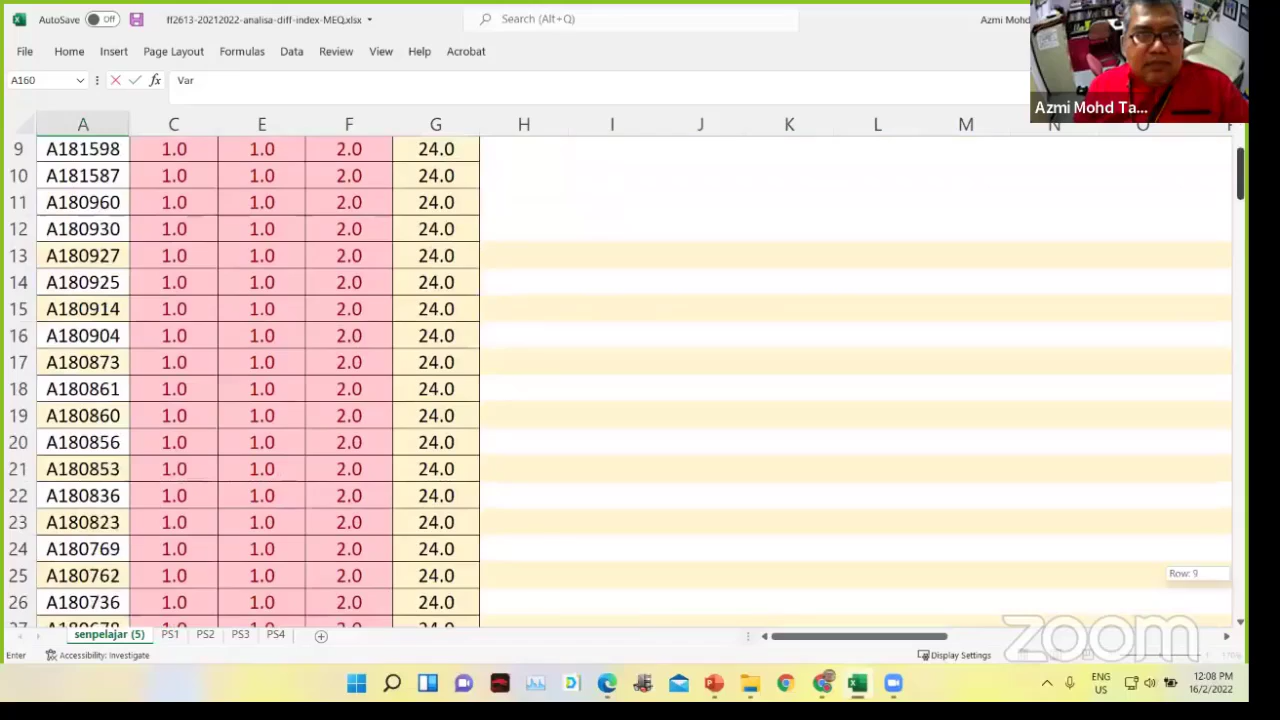 AutoSave Off ff2613-20212022-analisa-diff-index-MEQ.xlsx Search (Alt+Q) Azmi Mohd
File Home Insert Page Layout Formulas Data Review View Help Acrobat
A160 fx Var
Azmi Mohd Ta...
A C E F G H I J K L M N O
9 A181598 1.0 1.0 2.0 24.0
10 A181587 1.0 1.0 2.0 24.0
11 A180960 1.0 1.0 2.0 24.0
12 A180930 1.0 1.0 2.0 24.0
13 A180927 1.0 1.0 2.0 24.0
14 A180925 1.0 1.0 2.0 24.0
15 A180914 1.0 1.0 2.0 24.0
16 A180904 1.0 1.0 2.0 24.0
17 A180873 1.0 1.0 2.0 24.0
18 A180861 1.0 1.0 2.0 24.0
19 A180860 1.0 1.0 2.0 24.0
20 A180856 1.0 1.0 2.0 24.0
21 A180853 1.0 1.0 2.0 24.0
22 A180836 1.0 1.0 2.0 24.0
23 A180823 1.0 1.0 2.0 24.0
24 A180769 1.0 1.0 2.0 24.0
25 A180762 1.0 1.0 2.0 24.0
Row: 9
26 A180736 1.0 1.0 2.0 24.0
27 A180678 1.0 1.0 2.0 24.0
senpelajar (5) PS1 PS2 PS3 PS4
zoom
Enter Accessibility: Investigate Display Settings
ENG US 12:08 PM
16/2/2022